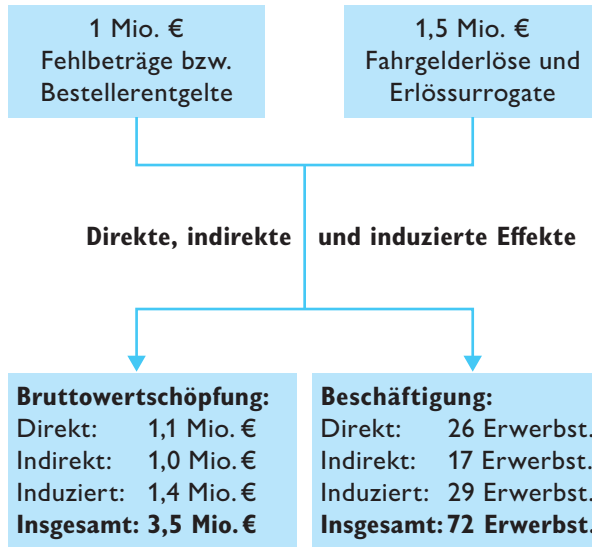 1 Mio. €
Fehlbeträge bzw.
Bestellerentgelte
1,5 Mio. €
Fahrgelderlöse und
Erlössurrogate
Direkte, indirekte und induzierte Effekte
Bruttowertschöpfung:
Direkt: 1,1 Mio. €
Indirekt: 1,0 Mio. €
Induziert: 1,4 Mio. €
Insgesamt: 3,5 Mio. €
Beschäftigung:
Direkt: 26 Erwerbst.
Indirekt: 17 Erwerbst.
Induziert: 29 Erwerbst.
Insgesamt: 72 Erwerbst.